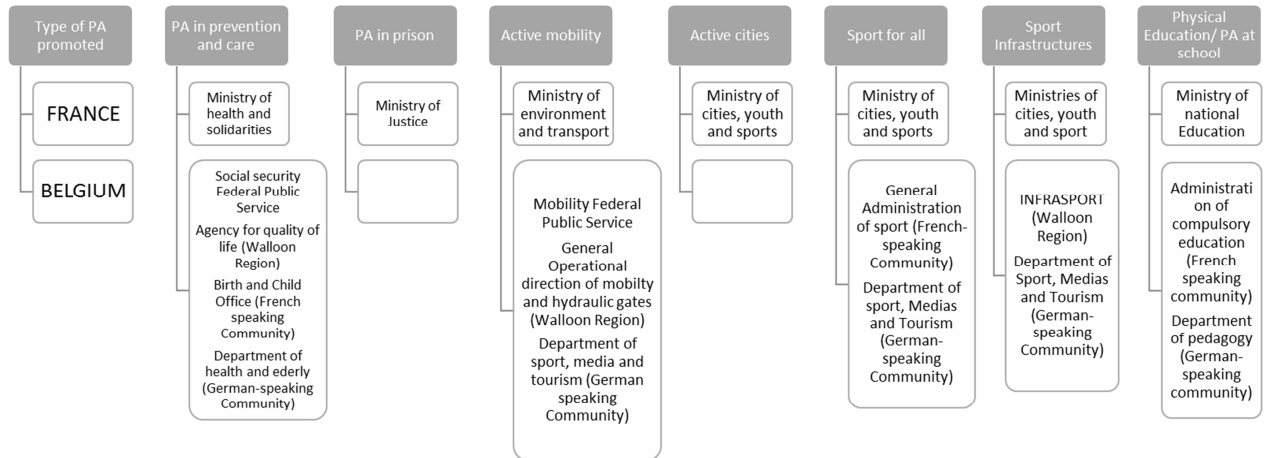 Type of PA
promoted
FRANCE
BELGIUM
PA in prevention
and care
Ministry of
health and
solidarities
Social security
Federal Public
Service
Agency for quality of
life (Walloon
Region)
Birth and Child
Office (French
speaking
Community)
Department of
health and ederly
(German-speaking
Community)
PA in prison
Ministry of
Justice
Active mobility
Ministry of
environment
and transport
Mobility Federal
Public Service
General
Operational
direction of mobilty
and hydraulic gates
(Walloon Region)
Department of
sport, media and
tourism (German
speaking
Community)
Active cities
Ministry of
cities, youth
and sports
Sport for all
Ministry of
cities, youth
and sports
General
Administration
of sport (French-
speaking
Community)
Department of
sport, Medias
and Tourism
(German-
speaking
Community)
Sport
Infrastructures
Ministries of
cities, youth
and sport
INFRASPORT
(Walloon
Region)
Department of
Sport, Medias
and Tourism
(German-
speaking
Community)
Physical
Education/ PA at
school
Ministry of
national
Education
Administrati
on of
compulsory
education
(French
speaking
community)
Department
of pedagogy
(German-
speaking
community)